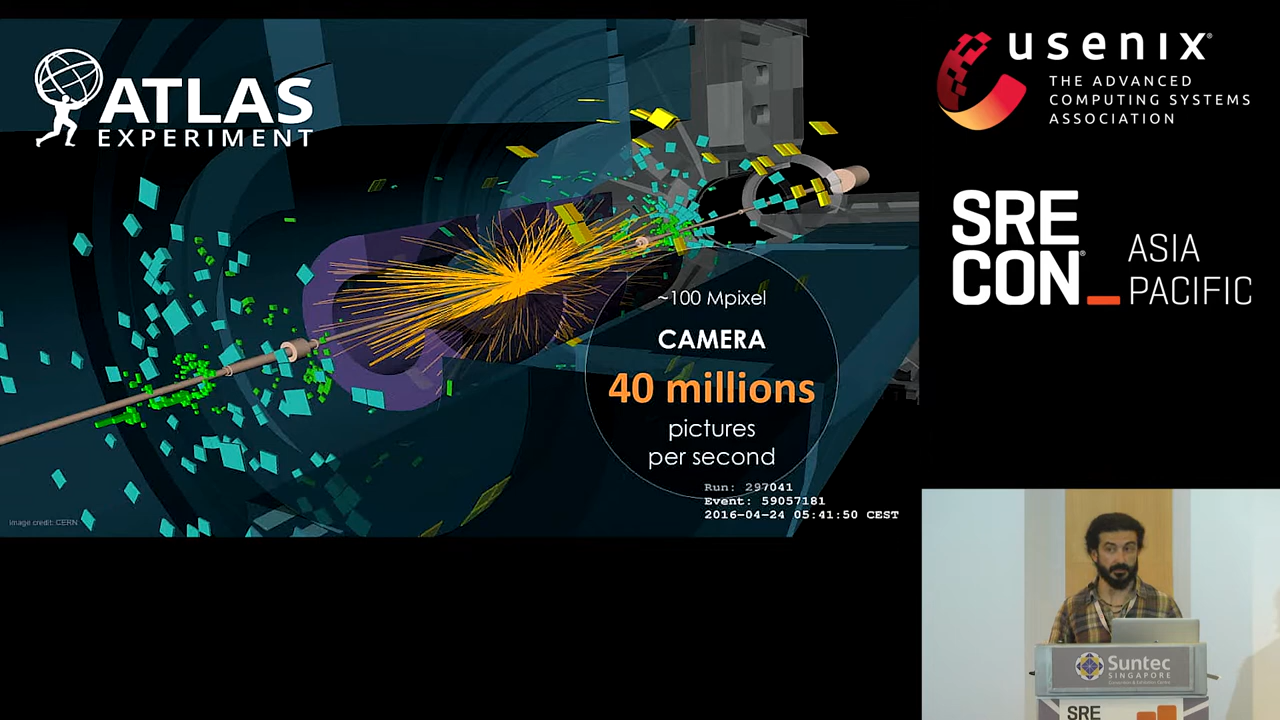 ATLAS
EXPERIMENT
~100 Mpixel
CAMERA
40 millions
pictures
per second
Run: 297041
Event: 59057181
2016-04-24 05:41:50 CEST
image credit: CERN
usenix®
THE ADVANCED
COMPUTING SYSTEMS
ASSOCIATION
SRE
CON®
ASIA
PACIFIC
Suntec
SINGAPORE
SRE